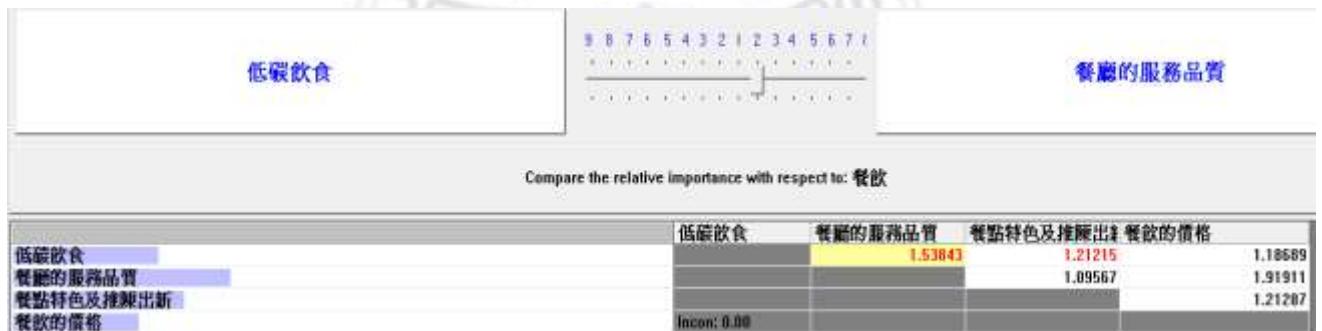 9 8 7 6 5 4 3 2 1 2 3 4 5 6 7
低碳飲食
餐廳的服務品質
Compare the relative importance with respect to: 餐飲
低碳飲食 餐廳的服務品質 餐點特色及推陳出 餐飲的價格
低碳飲食 1.53843 1.21215 1.18689
餐廳的服務品質 1.09567 1.91911
餐點特色及推陳出新 1.21287
餐飲的價格 Incon: 0.00